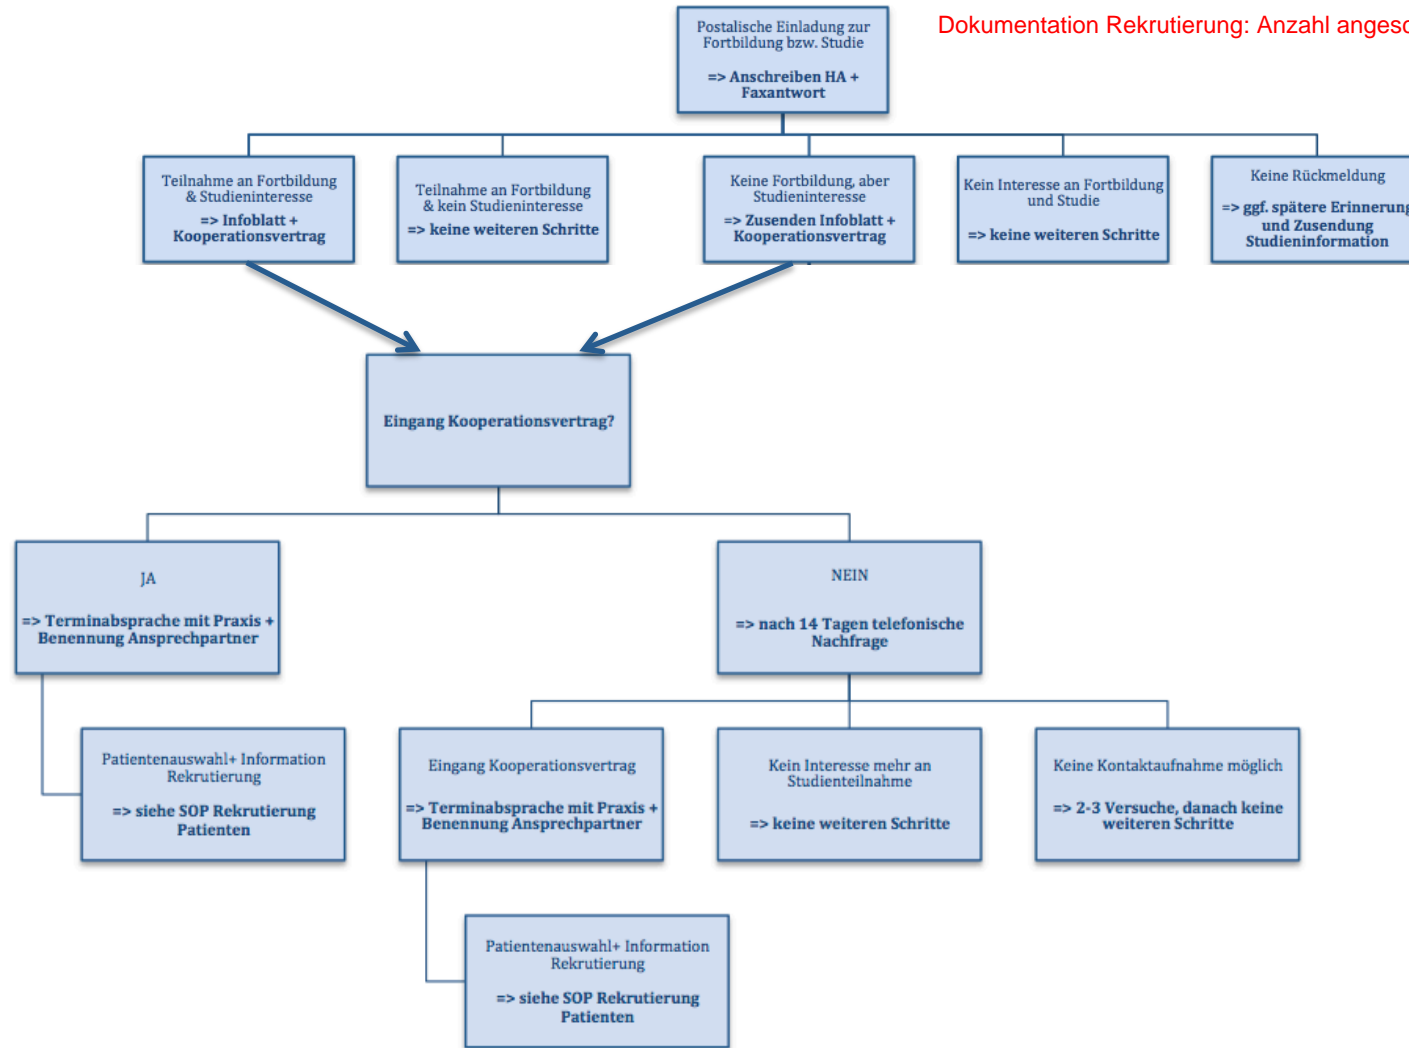 Dokumentation Rekrutierung: Anzahl
Postalische Einladung zur
Fortbildung bzw. Studie
=> Anschreiben HA +
Faxantwort
Teilnahme an Fortbildung
& Studieninteresse
=> Infoblatt +
Kooperationsvertrag
Teilnahme an Fortbildung
& kein Studieninteresse
=> keine weiteren Schritte
Keine Fortbildung, aber
Studieninteresse
=> Zusenden Infoblatt +
Kooperationsvertrag
Kein Interesse an Fortbildung
und Studie
=> keine weiteren Schritte
Keine Rückmeldung
=> ggf. spätere Erinnerung
und Zusendung
Studieninformation
Eingang Kooperationsvertrag?
JA
=> Terminabsprache mit Praxis +
Benennung Ansprechpartner
NEIN
=> nach 14 Tagen telefonische
Nachfrage
Patientenauswahl+ Information
Rekrutierung
=> siehe SOP Rekrutierung
Patienten
Eingang Kooperationsvertrag
=> Terminabsprache mit Praxis +
Benennung Ansprechpartner
Kein Interesse mehr an
Studienteilnahme
=> keine weiteren Schritte
Keine Kontaktaufnahme möglich
=> 2-3 Versuche, danach keine
weiteren Schritte
Patientenauswahl+ Information
Rekrutierung
=> siehe SOP Rekrutierung
Patienten